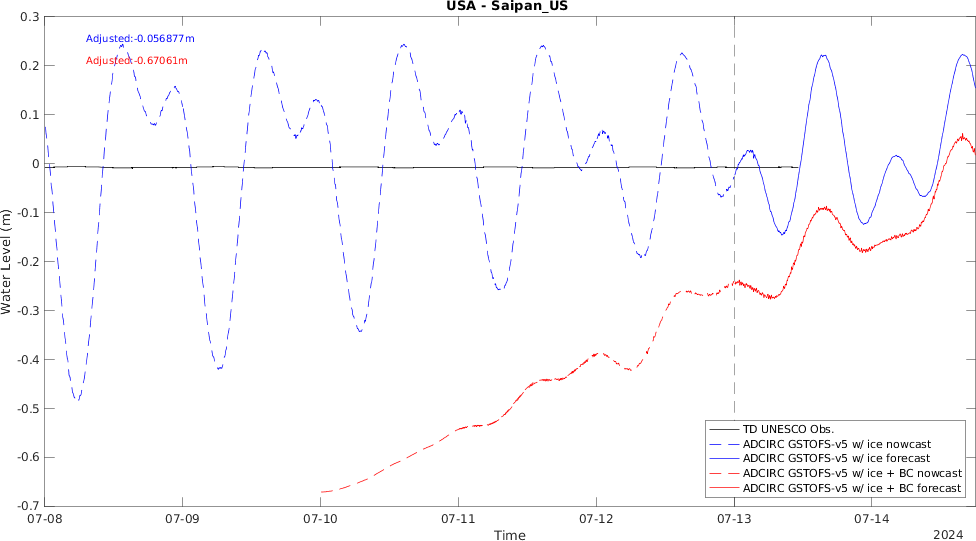 USA - Saipan_US
0.3
Adjusted:-0.056877m
Adjusted:-0.67061m
0.2
0.1
0
-0.1
-0.2
-0.3
-0.4
-0.5
-0.6
-0.7
Water Level (m)
TD UNESCO Obs.
ADCIRC GSTOFS-v5 w/ ice nowcast
ADCIRC GSTOFS-v5 w/ ice forecast
ADCIRC GSTOFS-v5 w/ ice + BC nowcast
ADCIRC GSTOFS-v5 w/ ice + BC forecast
07-08 07-09 07-10 07-11 07-12 07-13 07-14
Time
2024